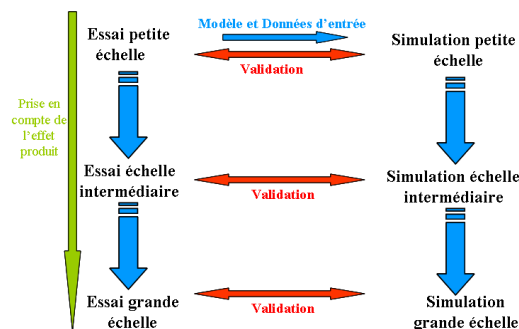 Modèle et Données d'entrée
Essai petite
échelle
Simulation petite
échelle
Validation
Prise en
compte de
l'effet
produit
Essai échelle
intermédiaire
Simulation échelle
intermédiaire
Validation
Essai grande
échelle
Simulation
grande échelle
Validation